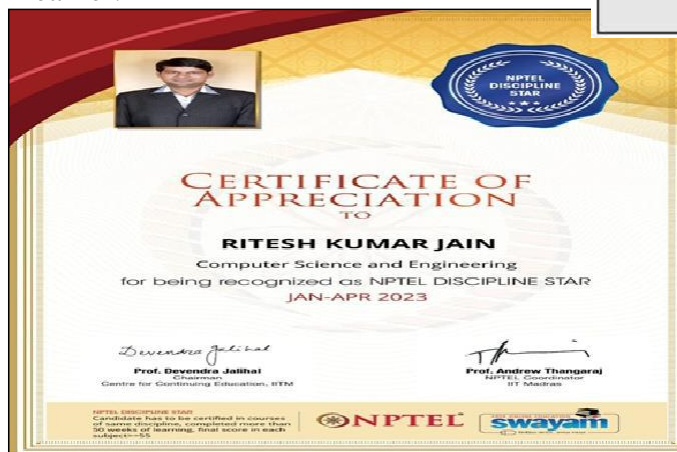 NPTEL
DISCIPLINE
STAR
CERTIFICATE OF
APPRECIATION
TO
RITESH KUMAR JAIN
Computer Science and Engineering
for being recognized as NPTEL DISCIPLINE STAR
JAN-APR 2023
Devendra Jalihal
Prof. Devendra Jalihal
Chairman
Centre for Continuing Education, IITM
Prof. Andrew Thangaraj
NPTEL Coordinator
IIT Madras
NPTEL DISCIPLINE STAR
Candidate has to be certified in courses
of same discipline, completed more than
30 weeks of learning, final score in each
subject>=55
NPTEL
swayam